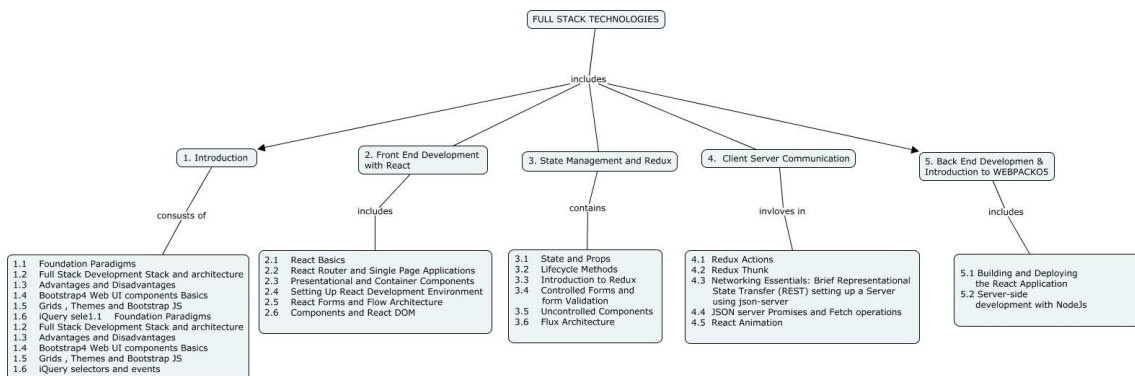 FULL STACK TECHNOLOGIES
includes
1. Introduction
2. Front End Development
with React
3. State Management and Redux
4. Client Server Communication
5. Back End Developmen &
Introduction to WEBPACKO5
consusts of
includes
contains
invloves in
includes
1.1 Foundation Paradigms
1.2 Full Stack Development Stack and architecture
1.3 Advantages and Disadvantages
1.4 Bootstrap4 Web UI components Basics
1.5 Grids , Themes and Bootstrap JS
1.6 iQuery sele1.1 Foundation Paradigms
1.2 Full Stack Development Stack and architecture
1.3 Advantages and Disadvantages
1.4 Bootstrap4 Web UI components Basics
1.5 Grids , Themes and Bootstrap JS
1.6 iQuery selectors and events
2.1 React Basics
2.2 React Router and Single Page Applications
2.3 Presentational and Container Components
2.4 Setting Up React Development Environment
2.5 React Forms and Flow Architecture
2.6 Components and React DOM
3.1 State and Props
3.2 Lifecycle Methods
3.3 Introduction to Redux
3.4 Controlled Forms and
form Validation
3.5 Uncontrolled Components
3.6 Flux Architecture
4.1 Redux Actions
4.2 Redux Thunk
4.3 Networking Essentials: Brief Representational
State Transfer (REST) setting up a Server
using json-server
4.4 JSON server Promises and Fetch operations
4.5 React Animation
5.1 Building and Deploying
the React Application
5.2 Server-side
development with NodeJs